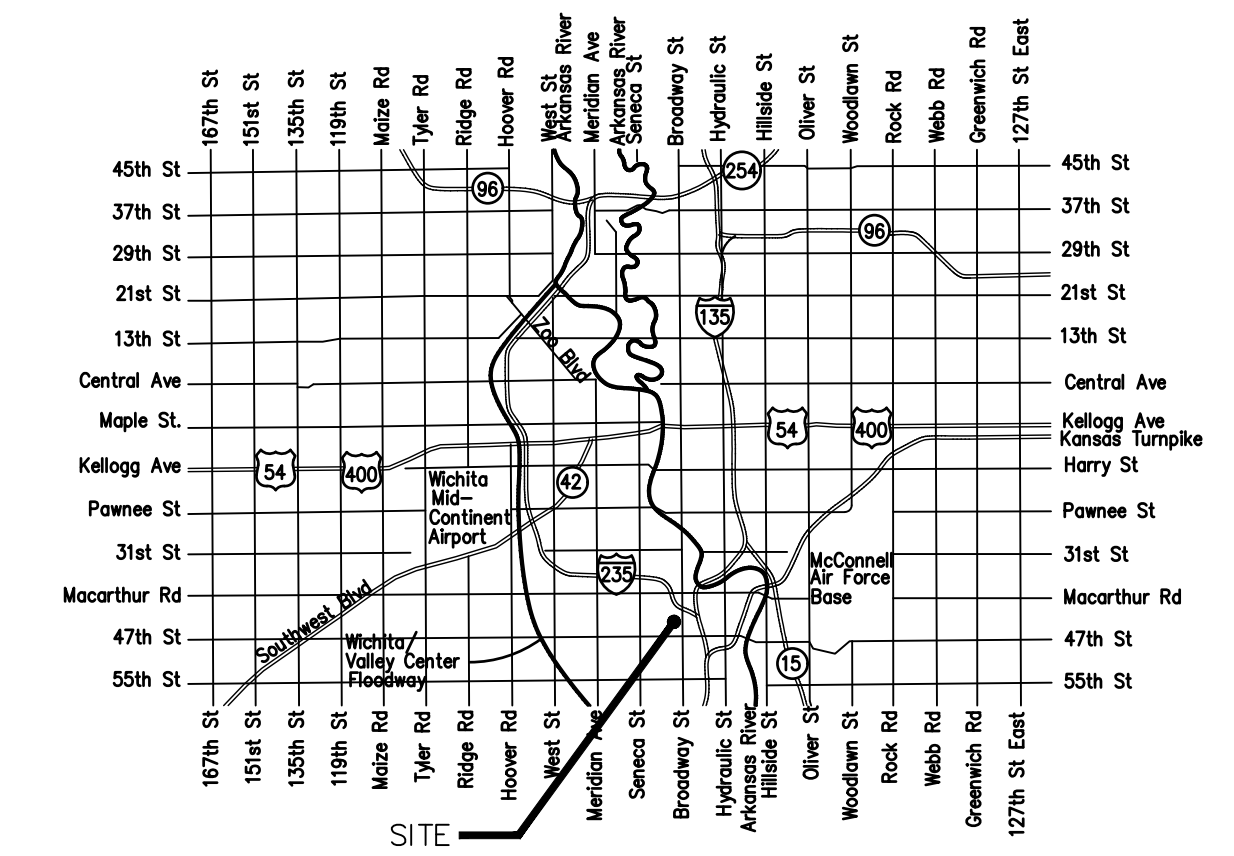 167th St
151st St
135th St
119th St
Maize Rd
Tyler Rd
Ridge Rd
Hoover Rd
West St
Arkansas River
Meridian Ave
Arkansas River
Seneca St
Broadway St
Hydraulic St
Hillside St
Oliver St
Woodlawn St
Rock Rd
Webb Rd
Greenwich Rd
127th St East
45th St
254
45th St
96
37th St
37th St
96
29th St
29th St
21st St
21st St
135
13th St
Zoo Blvd
13th St
Central Ave
Central Ave
Maple St.
54
400
Kellogg Ave
Kansas Turnpike
Kellogg Ave
54
400
Harry St
Wichita
Mid-
Continent
Airport
42
Pawnee St
Pawnee St
31st St
31st St
235
McConnell
Air Force
Base
Macarthur Rd
Macarthur Rd
Southwest Blvd
47th St
47th St
Wichita/
Valley Center
Floodway
15
55th St
55th St
167th St
151st St
135th St
119th St
Maize Rd
Tyler Rd
Ridge Rd
Hoover Rd
West St
Meridian Ave
Seneca St
Broadway St
Hydraulic St
Arkansas River
Hillside St
Oliver St
Woodlawn St
Rock Rd
Webb Rd
Greenwich Rd
127th St East
SITE